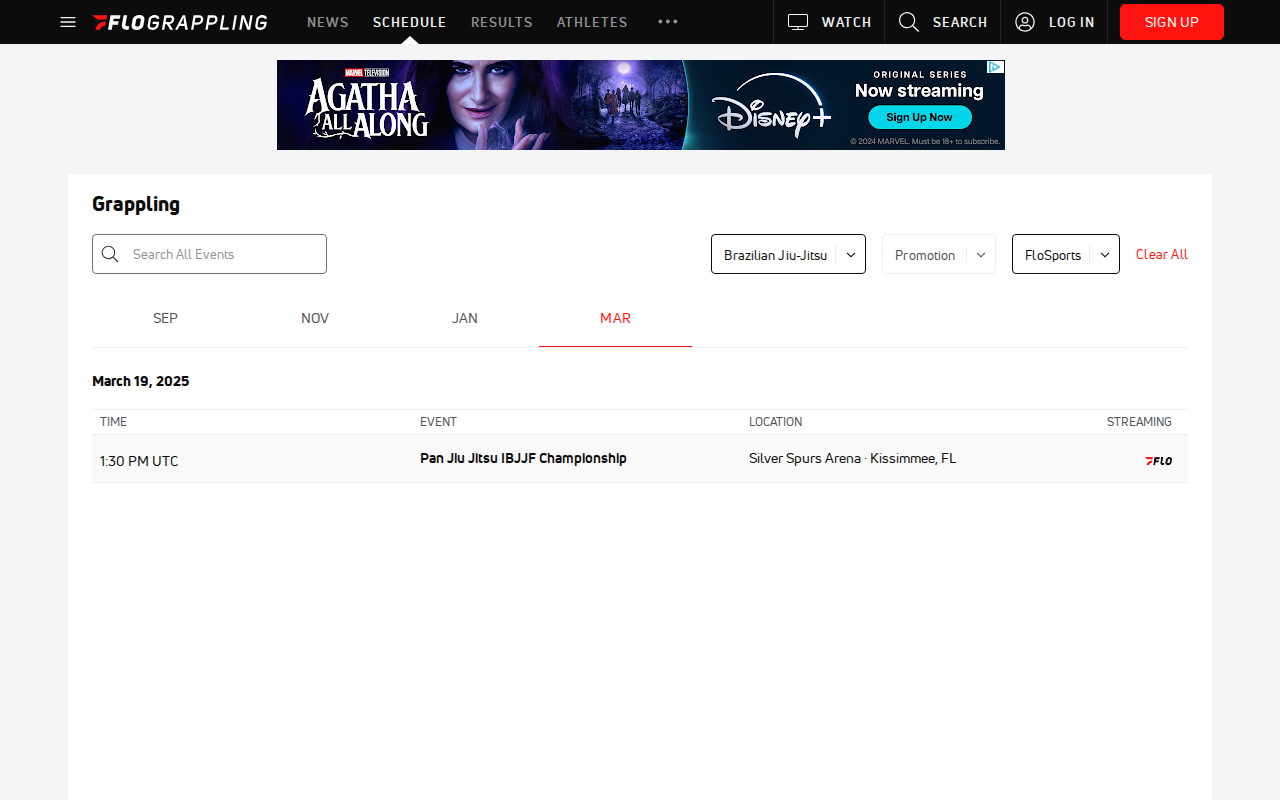 FLOGRAPPLING NEWS SCHEDULE RESULTS ATHLETES ••• WATCH SEARCH LOG IN SIGN UP
MARVEL TELEVISION
AGATHA
ALL ALONG
Disney+
ORIGINAL SERIES
Now streaming
Sign Up Now
© 2024 MARVEL. Must be 18+ to subscribe.
Grappling
Search All Events
Brazilian Jiu-Jitsu Promotion FloSports Clear All
SEP NOV JAN MAR
March 19, 2025
TIME EVENT LOCATION STREAMING
1:30 PM UTC Pan Jiu Jitsu IBJJF Championship Silver Spurs Arena · Kissimmee, FL FLO